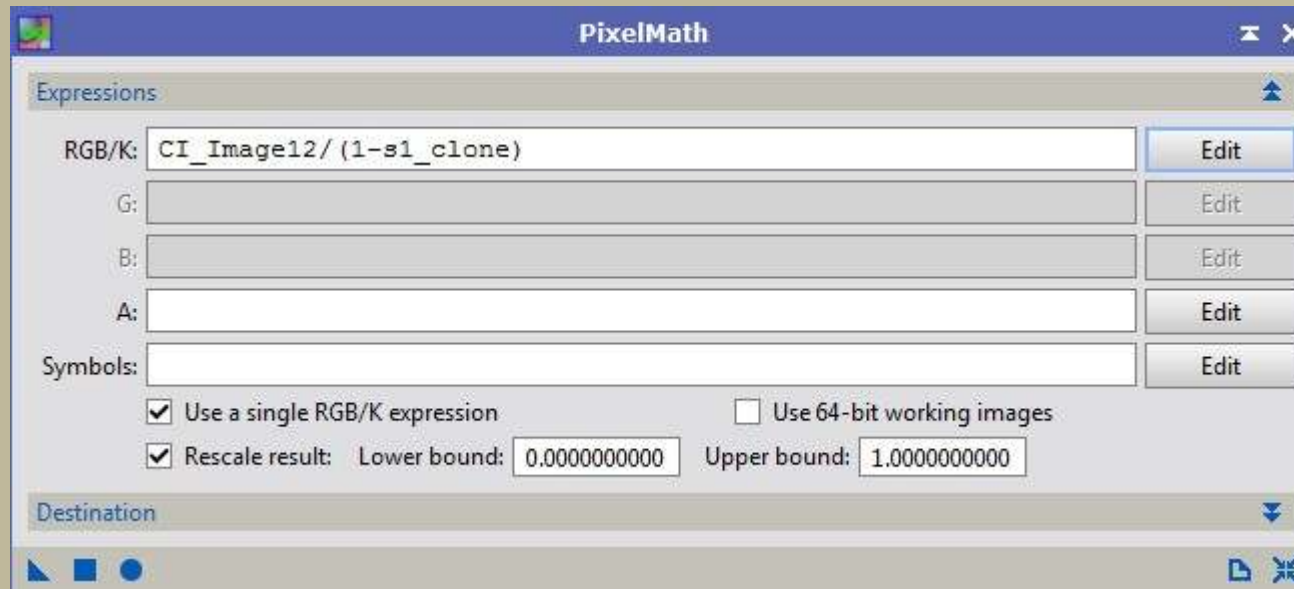 PixelMath
Expressions
RGB/K: CI_Image12/(1-s1_clone) Edit
G: Edit
B: Edit
A: Edit
Symbols: Edit
Use a single RGB/K expression Use 64-bit working images
Rescale result: Lower bound: 0.0000000000 Upper bound: 1.0000000000
Destination